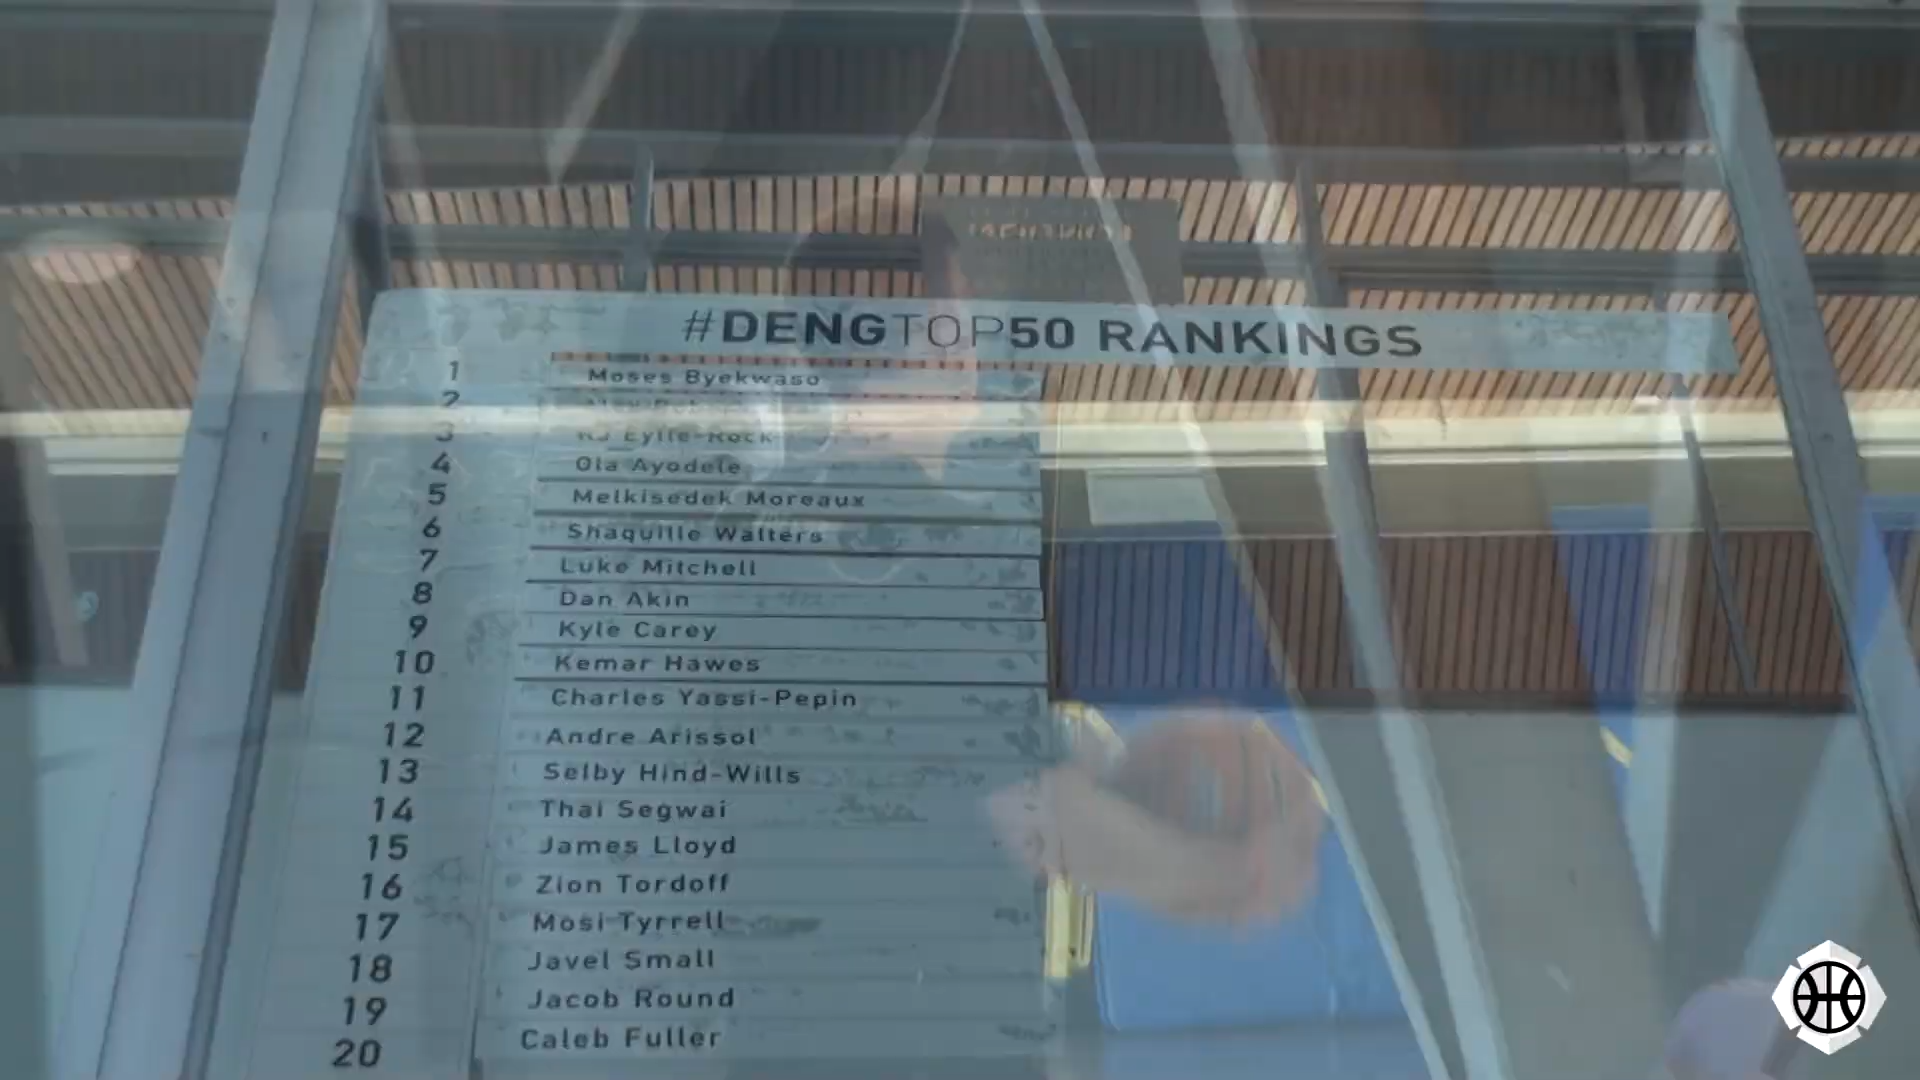 #DENGTOP50 RANKINGS
1 Moses Byekwaso
2
3 RJ Eytle-Rock
4 Ola Ayodele
5 Melkisedek Moreaux
6 Shaquille Walters
7 Luke Mitchell
8 Dan Akin
9 Kyle Carey
10 Kemar Hawes
11 Charles Yassi-Pepin
12 Andre Arissol
13 Selby Hind-Wills
14 Thai Segwai
15 James Lloyd
16 Zion Tordoff
17 Mosi Tyrrell
18 Javel Small
19 Jacob Round
20 Caleb Fuller